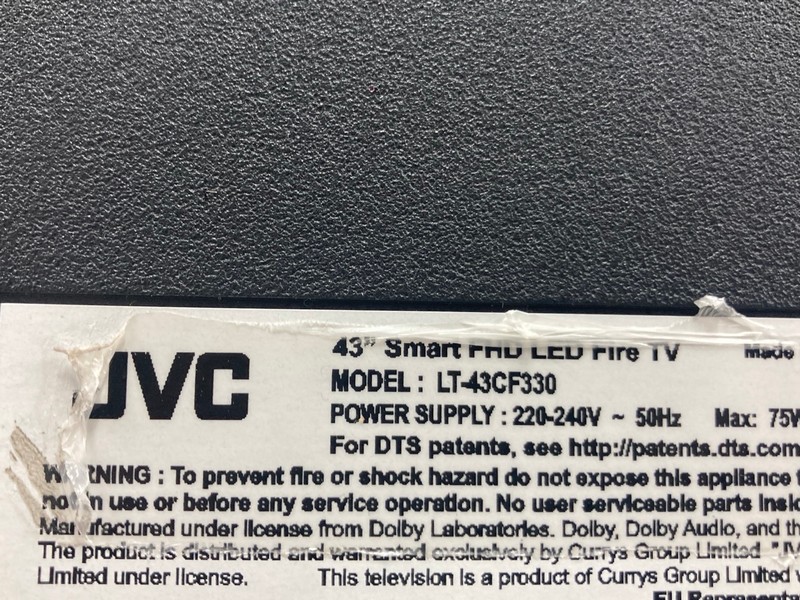 JVC
43" Smart FHD LED Fire TV Made
MODEL : LT-43CF330
POWER SUPPLY : 220-240V ~ 50Hz Max: 75W
For DTS patents, see http://patents.dts.com
WARNING : To prevent fire or shock hazard do not expose this appliance
not in use or before any service operation. No user serviceable parts
Manufactured under license from Dolby Laboratories. Dolby, Dolby Audio, and
The product is distributed and warranted exclusively by Currys Group Limited
Limited under license. This television is a product of Currys Group Limited